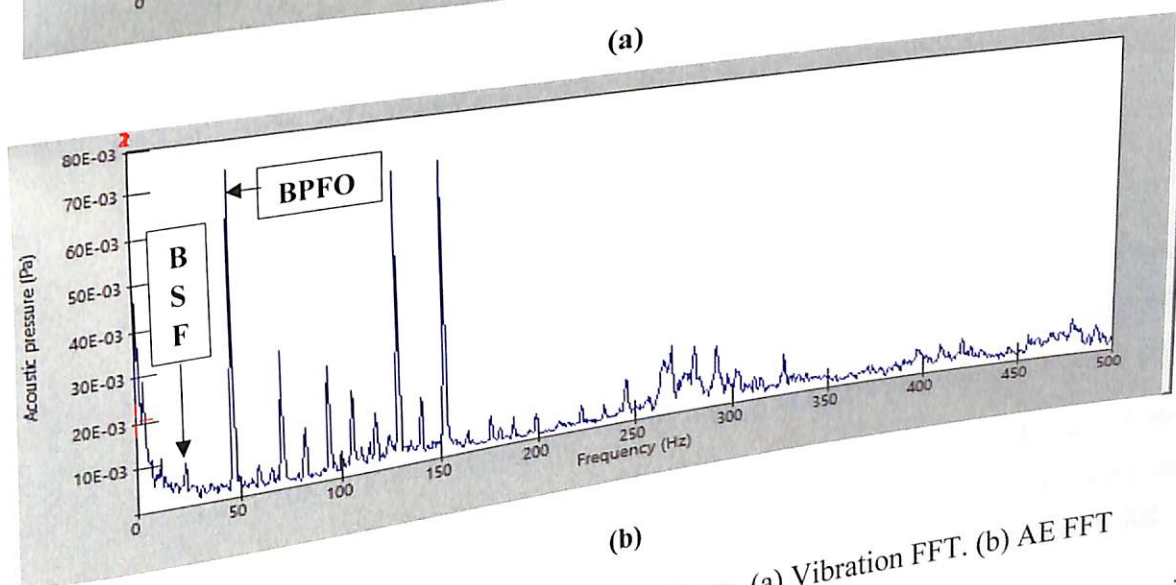 0
(a)
80E-03
70E-03
60E-03
50E-03
40E-03
30E-03
20E-03
10E-03
Acoustic pressure (Pa)
B
S
F
BPFO
0
50
100
150
200
250
300
350
400
450
500
Frequency (Hz)
(b)
(a) Vibration FFT. (b) AE FFT